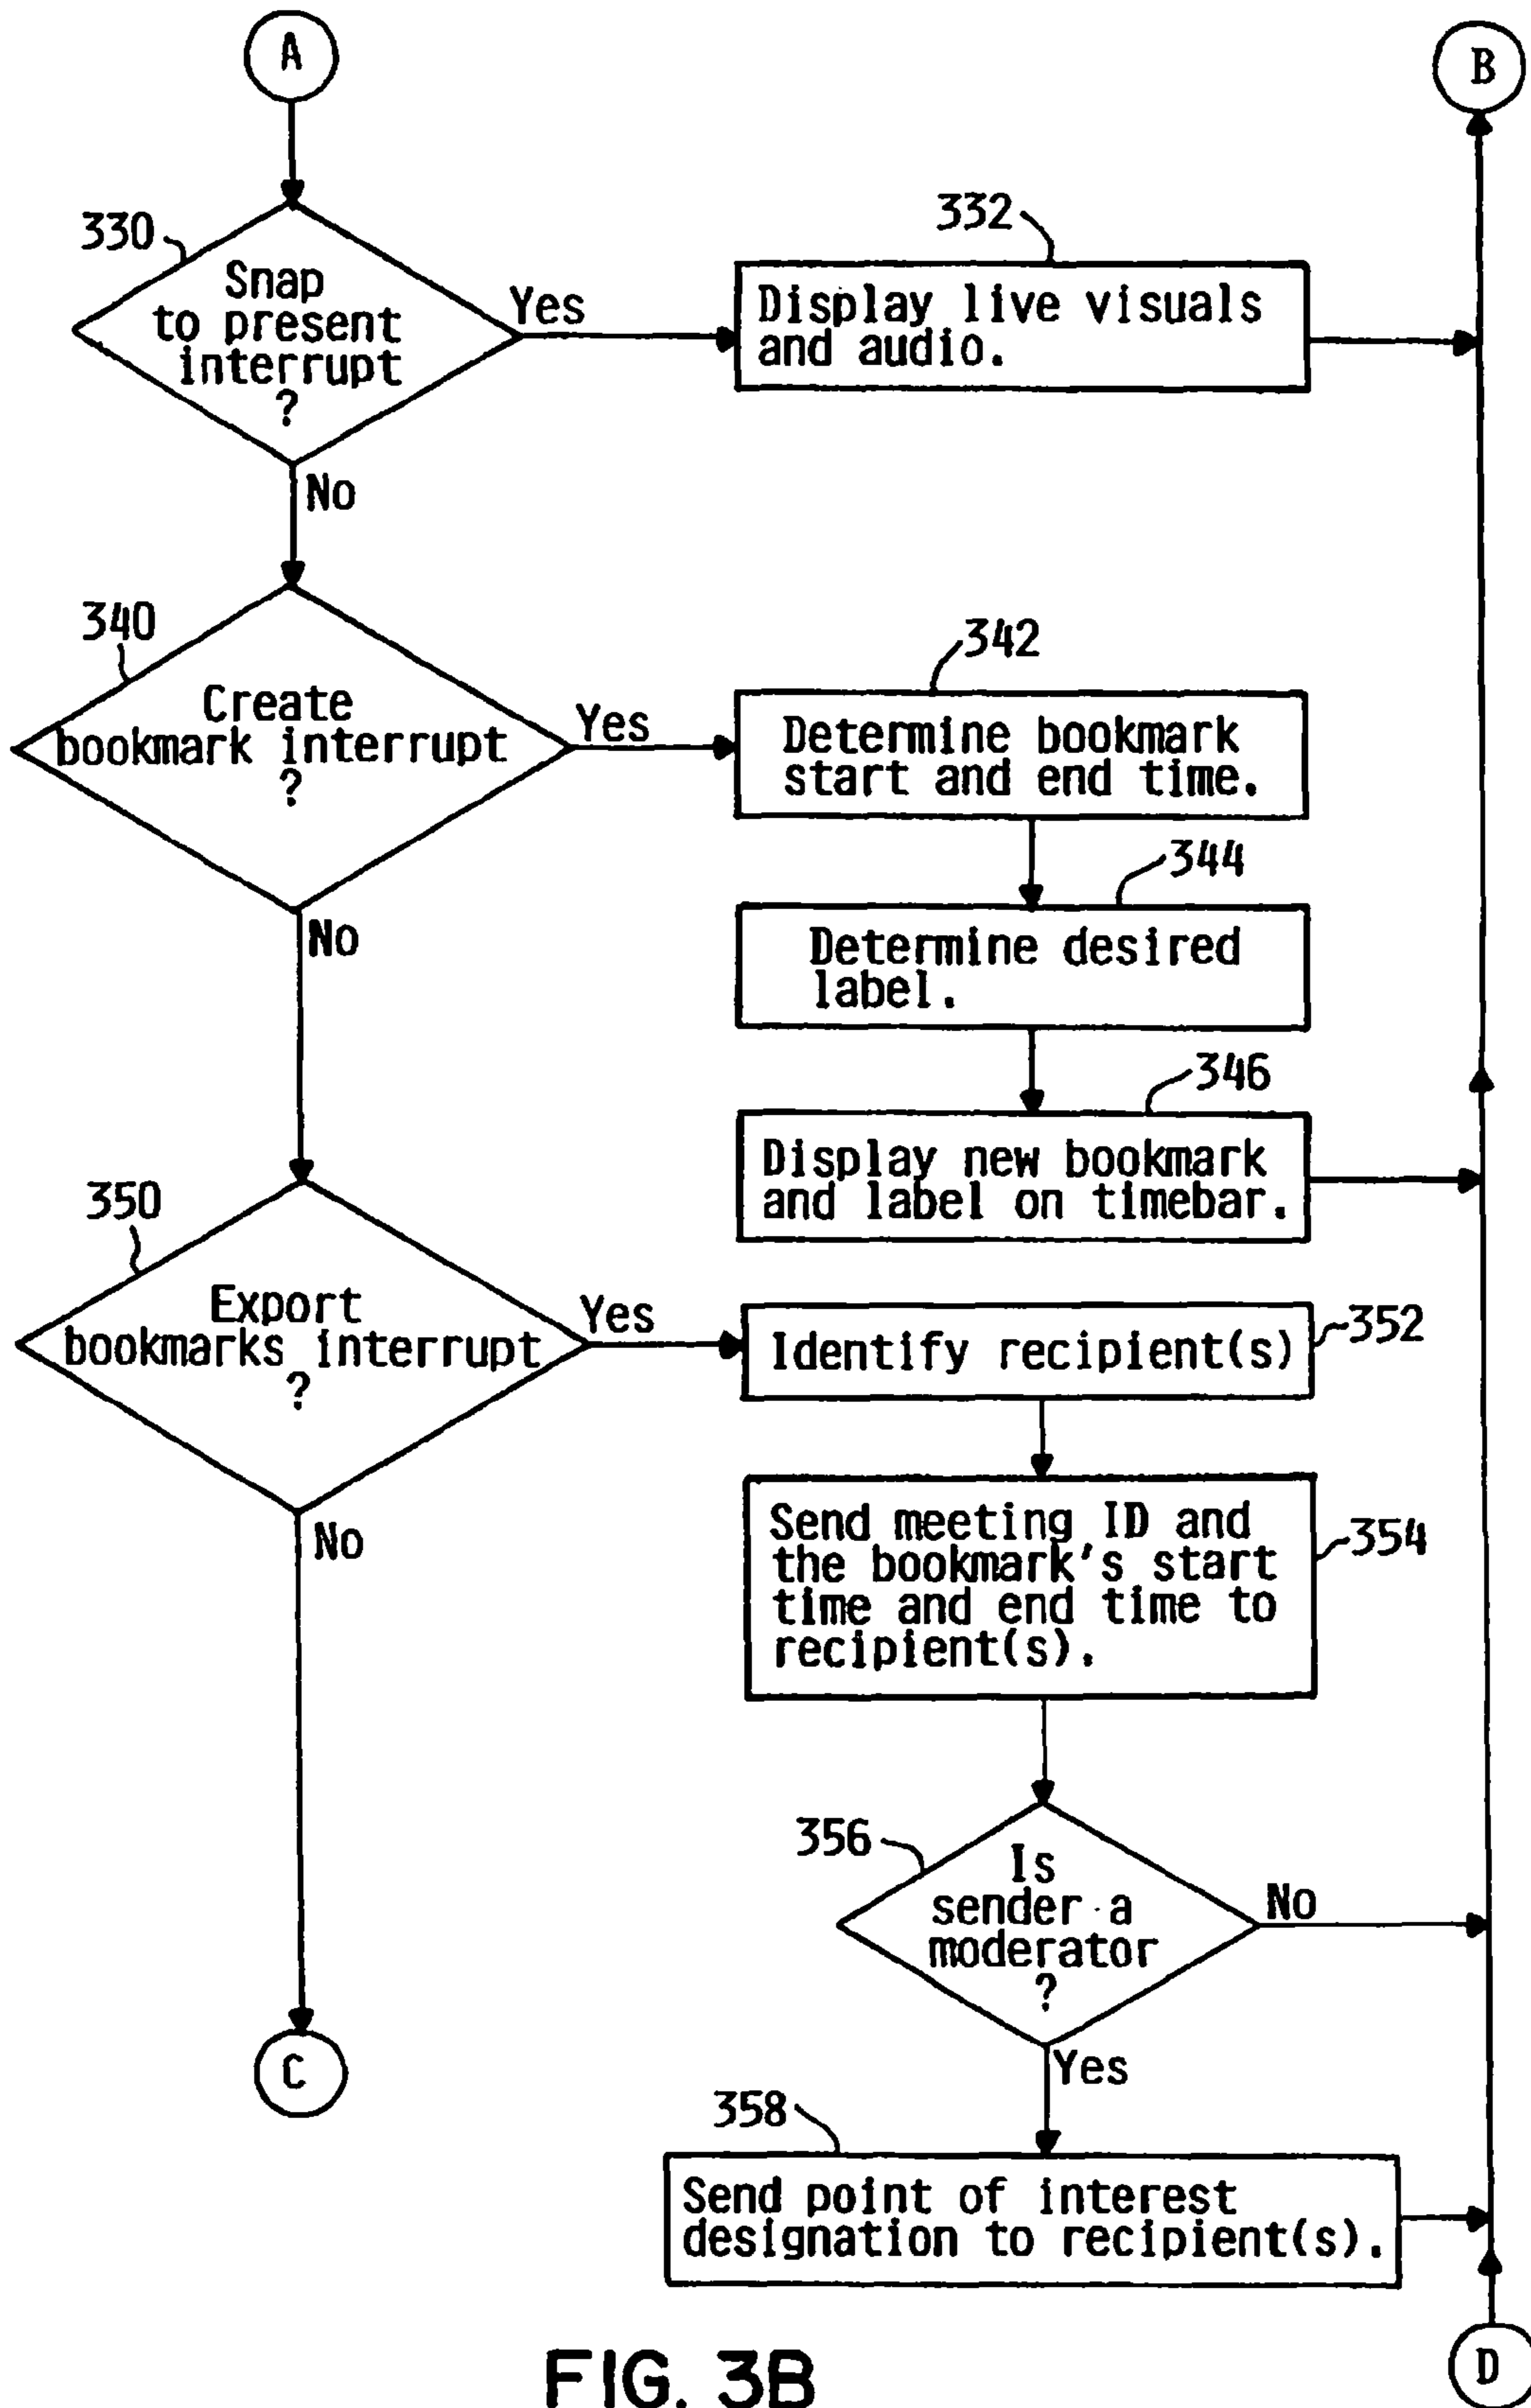 A
B
330
Snap
to present
interrupt
?
Yes
No
332
Display live visuals
and audio.
340
Create
bookmark interrupt
?
Yes
No
342
Determine bookmark
start and end time.
344
Determine desired
label.
346
Display new bookmark
and label on timebar.
350
Export
bookmarks interrupt
?
Yes
No
352
Identify recipient(s)
354
Send meeting ID and
the bookmark's start
time and end time to
recipient(s).
356
Is
sender a
moderator
?
No
Yes
C
358
Send point of interest
designation to recipient(s).
D
FIG. 3B